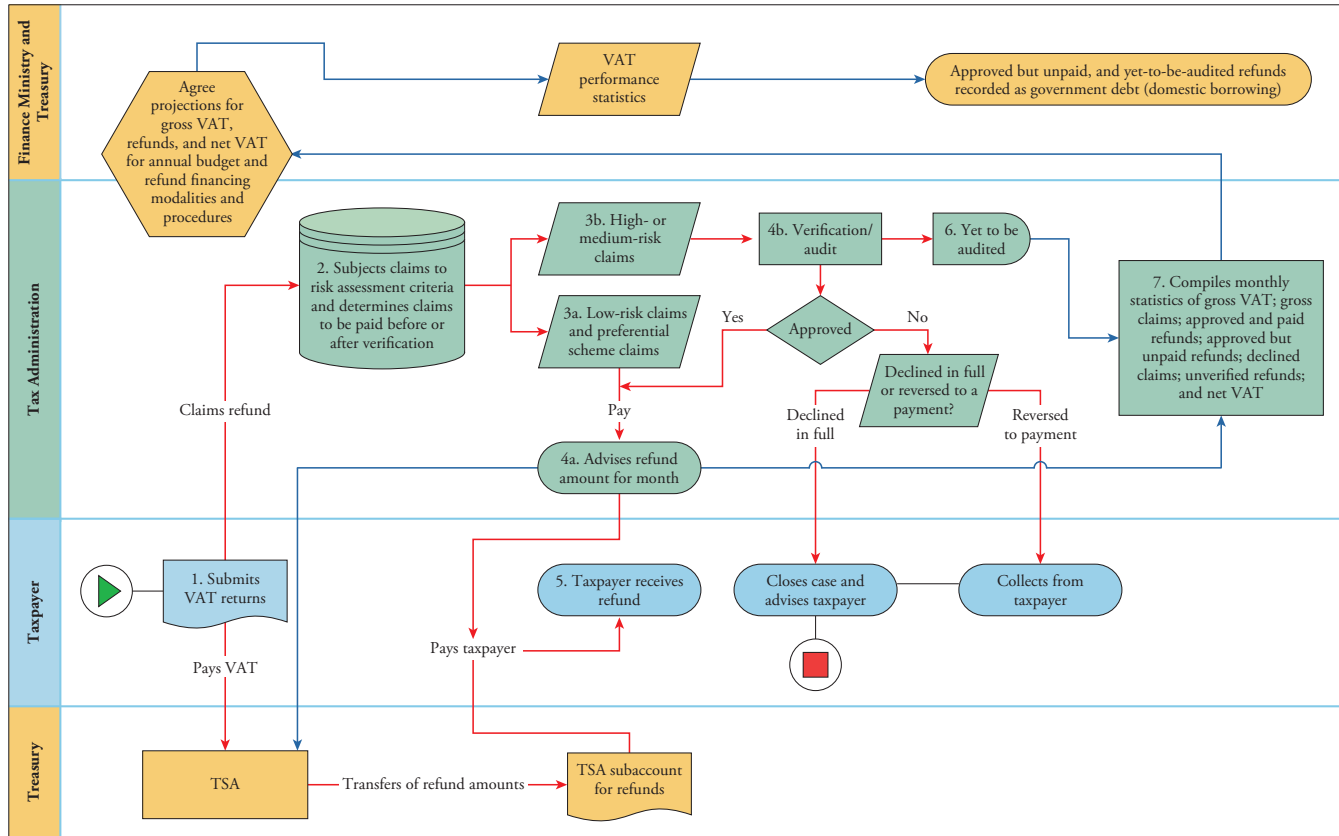 Finance Ministry and
Treasury
Agree
projections for
gross VAT,
refunds, and net VAT
for annual budget and
refund financing
modalities and
procedures
VAT
performance
statistics
Approved but unpaid, and yet-to-be-audited refunds
recorded as government debt (domestic borrowing)
Tax Administration
2. Subjects claims to
risk assessment criteria
and determines claims
to be paid before or
after verification
3b. High- or
medium-risk
claims
4b. Verification/
audit
6. Yet to be
audited
3a. Low-risk claims
and preferential
scheme claims
Yes
Approved
No
7. Compiles monthly
statistics of gross VAT; gross
claims; approved and paid
refunds; approved but
unpaid refunds; declined
claims; unverified refunds;
and net VAT
Declined in full
or reversed to a
payment?
Claims refund
Pay
Declined
in full
Reversed
to payment
4a. Advises refund
amount for month
Taxpayer
1. Submits
VAT returns
5. Taxpayer receives
refund
Closes case and
advises taxpayer
Collects from
taxpayer
Pays VAT
Pays taxpayer
Treasury
TSA
Transfers of refund amounts
TSA subaccount
for refunds